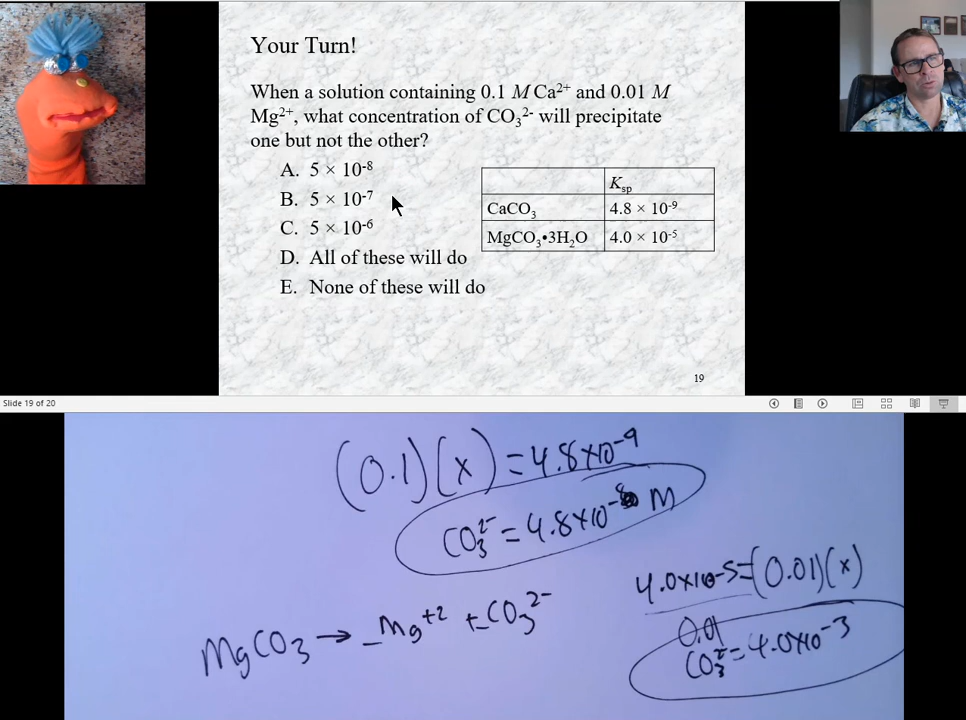 Your Turn!
When a solution containing 0.1 M Ca²⁺ and 0.01 M
Mg²⁺, what concentration of CO₃²⁻ will precipitate
one but not the other?
A. 5 × 10⁻⁸
B. 5 × 10⁻⁷
C. 5 × 10⁻⁶
D. All of these will do
E. None of these will do
Ksp
CaCO₃ 4.8 × 10⁻⁹
MgCO₃•3H₂O 4.0 × 10⁻⁵
19
Slide 19 of 20
(0.1)(x) = 4.8×10⁻⁹
CO₃²⁻ = 4.8×10⁻⁸ M
4.0×10⁻⁵ = (0.01)(x)
0.01
CO₃²⁻ = 4.0×10⁻³
MgCO₃ → _Mg⁺² + _CO₃²⁻